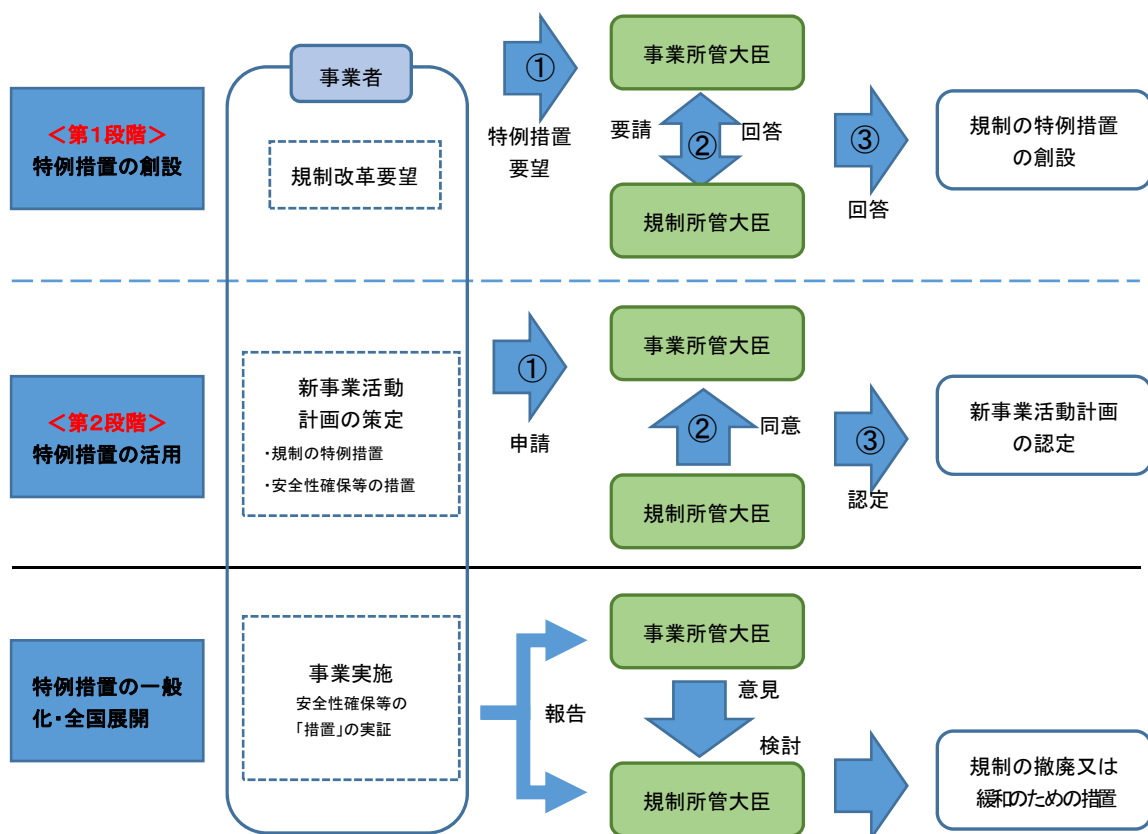 事業者
<第1段階>
特例措置の創設
規制改革要望
①
特例措置
要望
事業所管大臣
要請
②
回答
規制所管大臣
③
回答
規制の特例措置
の創設
<第2段階>
特例措置の活用
新事業活動
計画の策定
・規制の特例措置
・安全性確保等の措置
①
申請
事業所管大臣
②
同意
規制所管大臣
③
認定
新事業活動計画
の認定
特例措置の一般
化・全国展開
事業実施
安全性確保等の
「措置」の実証
報告
事業所管大臣
意見
検討
規制所管大臣
規制の撤廃又は
緩和のための措置